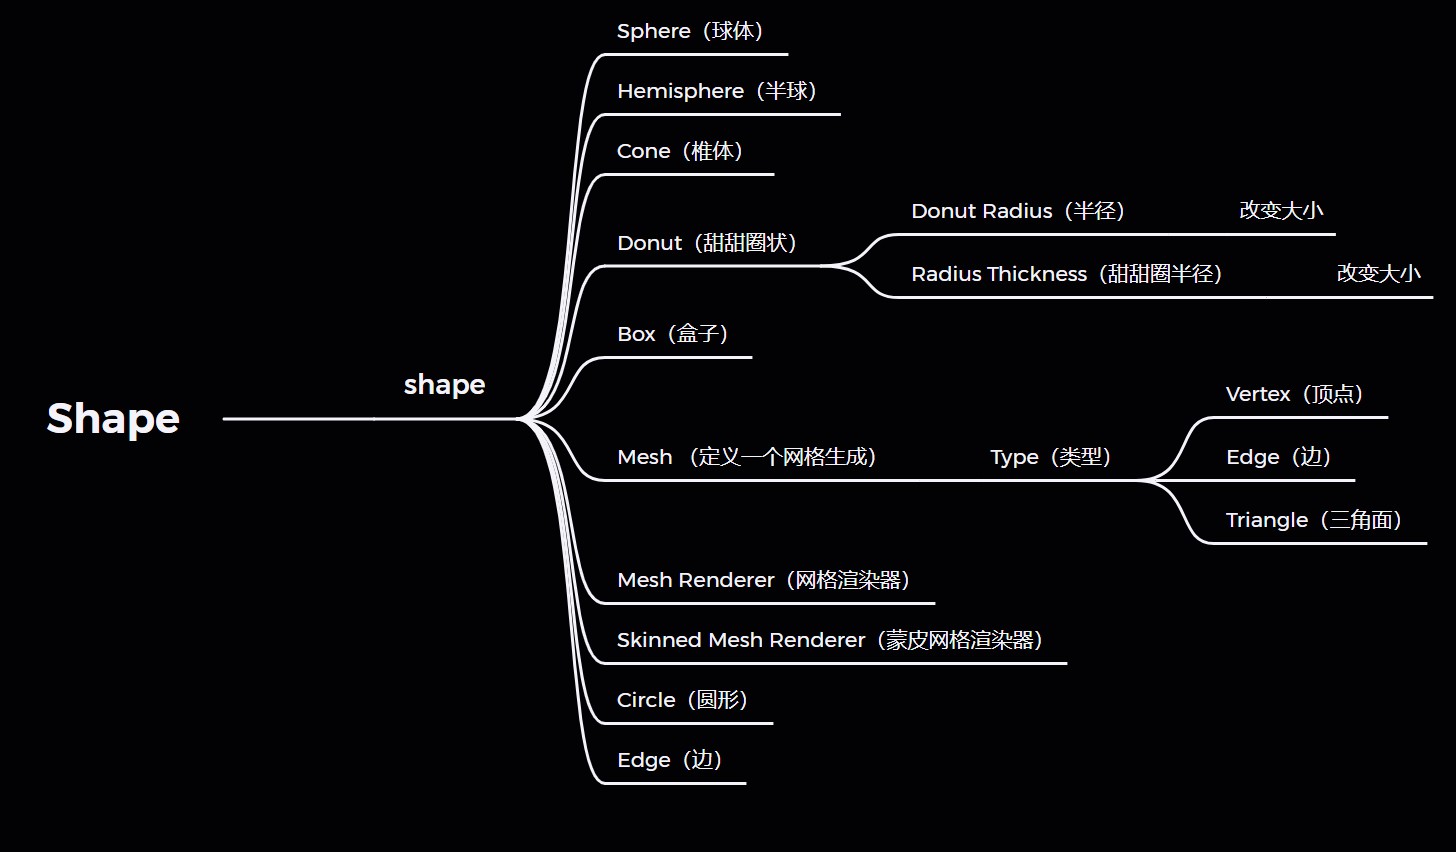 Shape
shape
Sphere（球体）
Hemisphere（半球）
Cone（椎体）
Donut（甜甜圈状）
Donut Radius（半径）
改变大小
Radius Thickness（甜甜圈半径）
改变大小
Box（盒子）
Mesh （定义一个网格生成）
Type（类型）
Vertex（顶点）
Edge（边）
Triangle（三角面）
Mesh Renderer（网格渲染器）
Skinned Mesh Renderer（蒙皮网格渲染器）
Circle（圆形）
Edge（边）